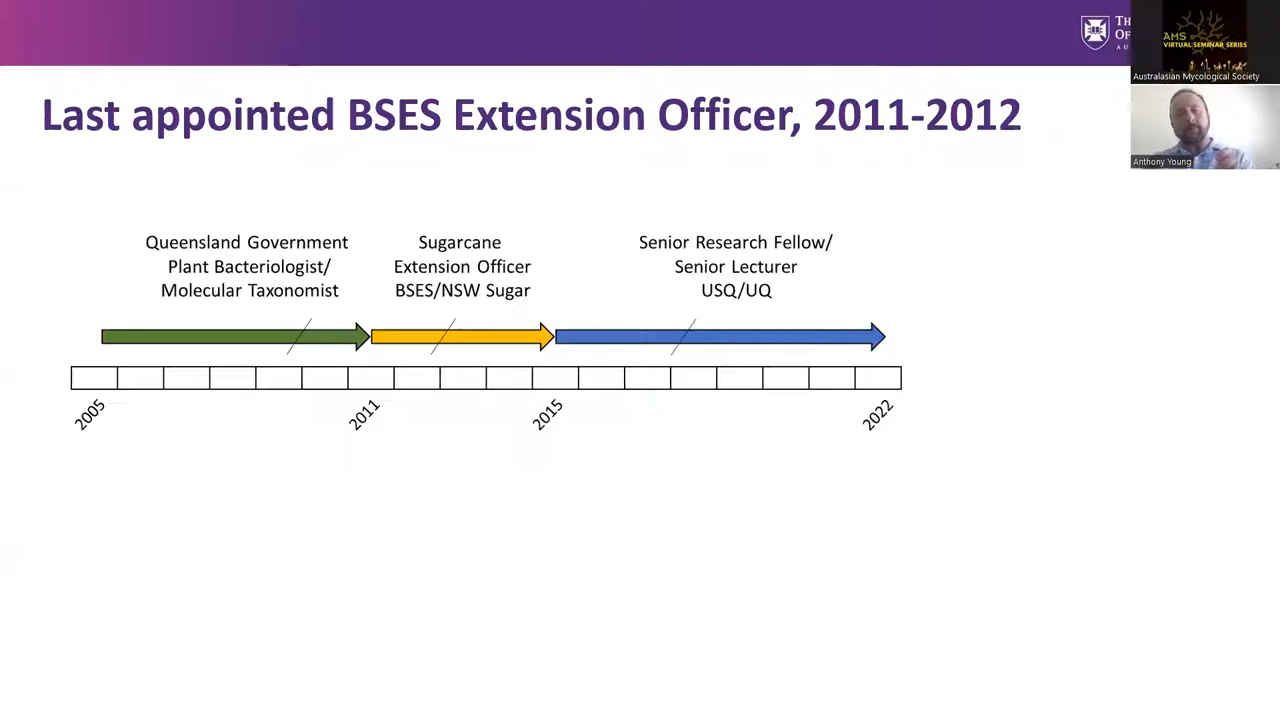 AMS
VIRTUAL SEMINAR SERIES
Australasian Mycological Society
Anthony Young
Last appointed BSES Extension Officer, 2011-2012
Queensland Government
Plant Bacteriologist/
Molecular Taxonomist
Sugarcane
Extension Officer
BSES/NSW Sugar
Senior Research Fellow/
Senior Lecturer
USQ/UQ
2005
2011
2015
2022